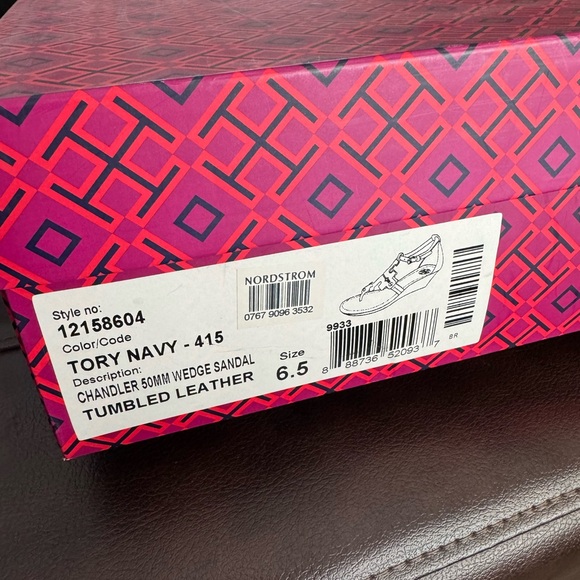 Style no:
12158604
Color/Code
TORY NAVY - 415
Description:
CHANDLER 50MM WEDGE SANDAL
TUMBLED LEATHER
NORDSTROM
0767 9096 3532
Size
6.5
9933
8 88736 52093 7
BR